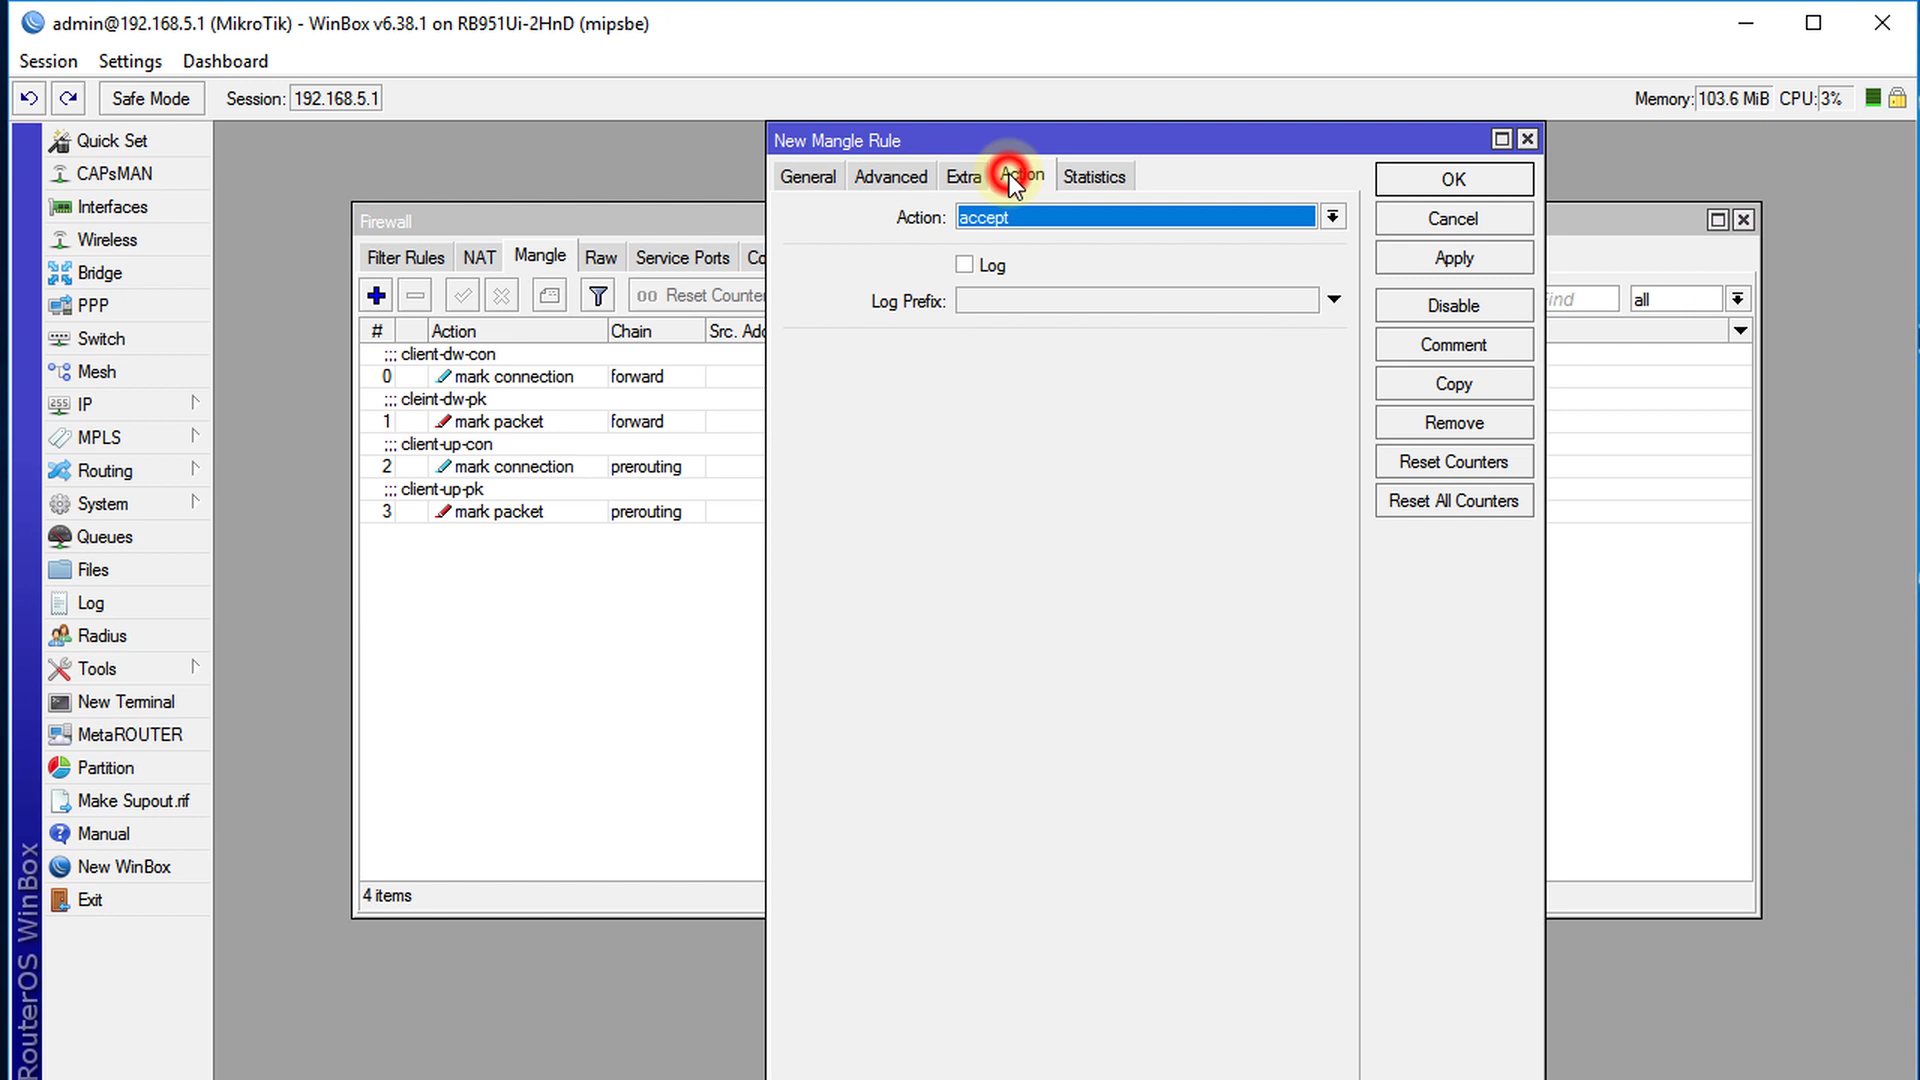 admin@192.168.5.1 (MikroTik) - WinBox v6.38.1 on RB951Ui-2HnD (mipsbe)
Session Settings Dashboard
Safe Mode Session: 192.168.5.1 Memory: 103.6 MiB CPU: 3%
Quick Set
CAPsMAN
Interfaces
Wireless
Bridge
PPP
Switch
Mesh
255 IP
MPLS
Routing
System
Queues
Files
Log
Radius
Tools
New Terminal
MetaROUTER
Partition
Make Supout.rif
Manual
New WinBox
Exit
RouterOS WinBox
Firewall
Filter Rules NAT Mangle Raw Service Ports Co
00 Reset Counter
ind all
# Action Chain Src. Add
;;; client-dw-con
0 mark connection forward
;;; cleint-dw-pk
1 mark packet forward
;;; client-up-con
2 mark connection prerouting
;;; client-up-pk
3 mark packet prerouting
4 items
New Mangle Rule
General Advanced Extra Action Statistics
Action: accept
Log
Log Prefix:
OK
Cancel
Apply
Disable
Comment
Copy
Remove
Reset Counters
Reset All Counters